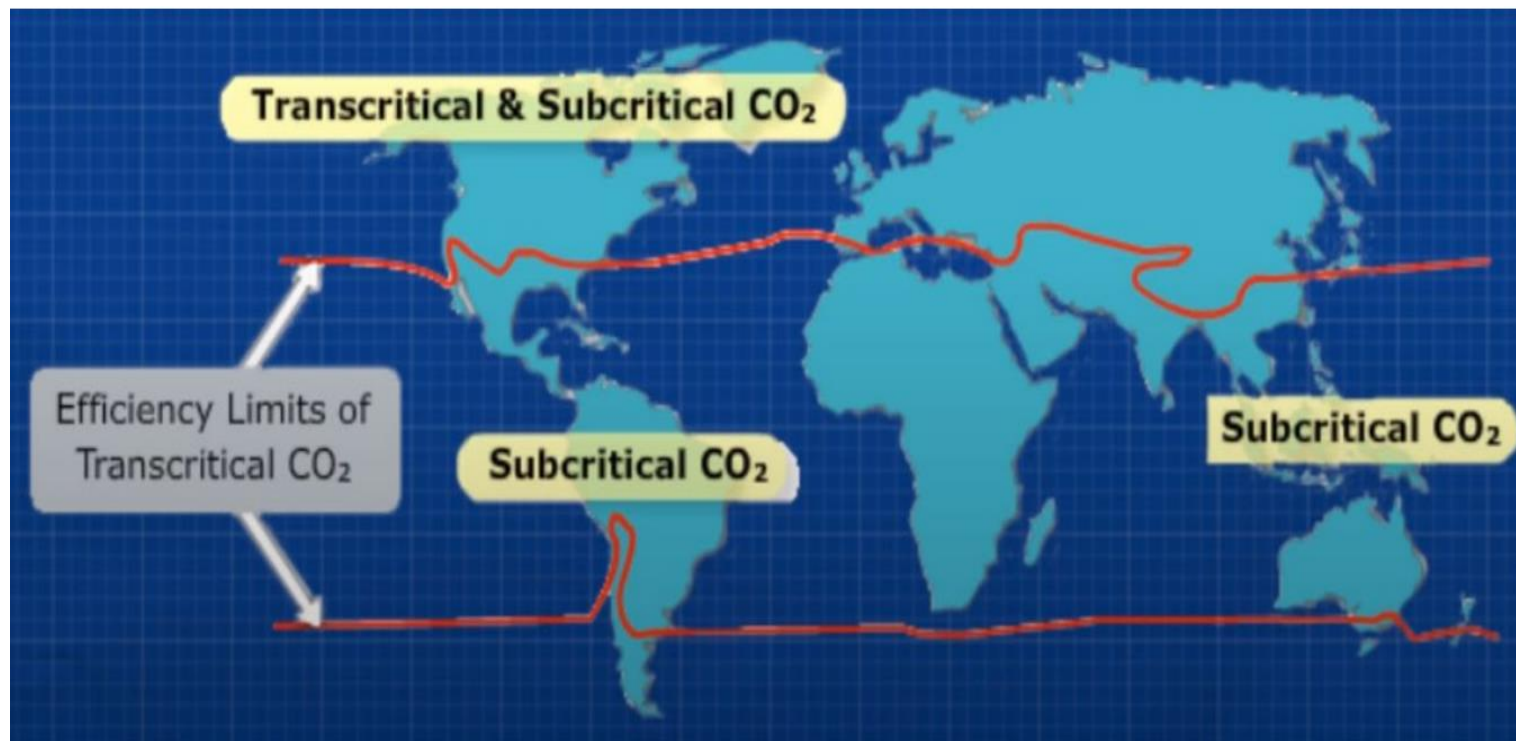 Transcritical & Subcritical CO₂
Efficiency Limits of
Transcritical CO₂
Subcritical CO₂
Subcritical CO₂